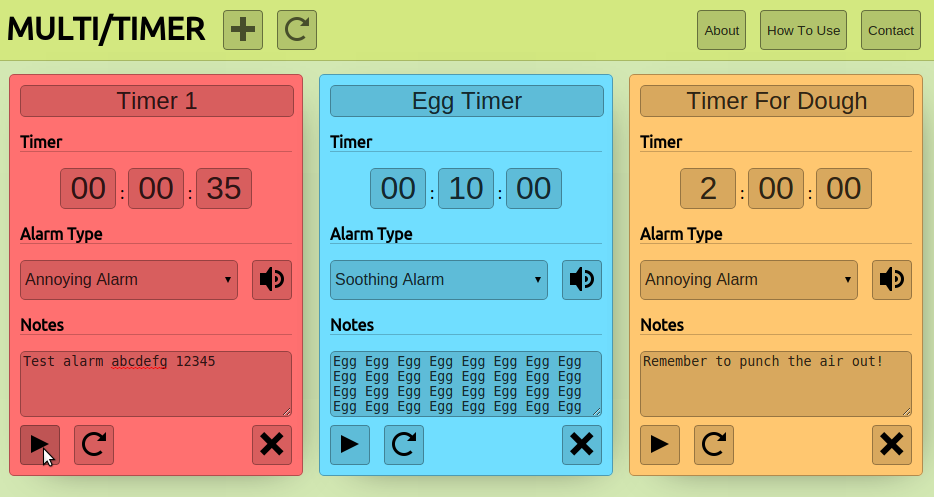 MULTI/TIMER
About
How To Use
Contact
Timer 1
Timer
00 : 00 : 35
Alarm Type
Annoying Alarm
Notes
Test alarm abcdefg 12345
Egg Timer
Timer
00 : 10 : 00
Alarm Type
Soothing Alarm
Notes
Egg Egg Egg Egg Egg Egg Egg Egg
Egg Egg Egg Egg Egg Egg Egg Egg
Egg Egg Egg Egg Egg Egg Egg Egg
Egg Egg Egg Egg Egg Egg Egg Egg
Timer For Dough
Timer
2 : 00 : 00
Alarm Type
Annoying Alarm
Notes
Remember to punch the air out!